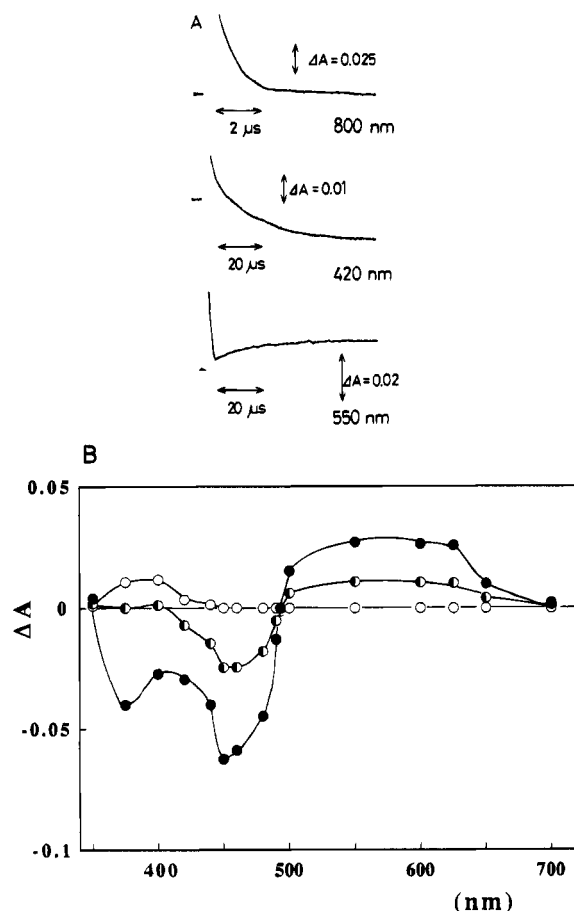 A
ΔA = 0.025
2 µs
800 nm
ΔA = 0.01
20 µs
420 nm
20 µs
ΔA = 0.02
550 nm
B
0.05
0
-0.05
-0.1
ΔA
400
500
600
700
(nm)